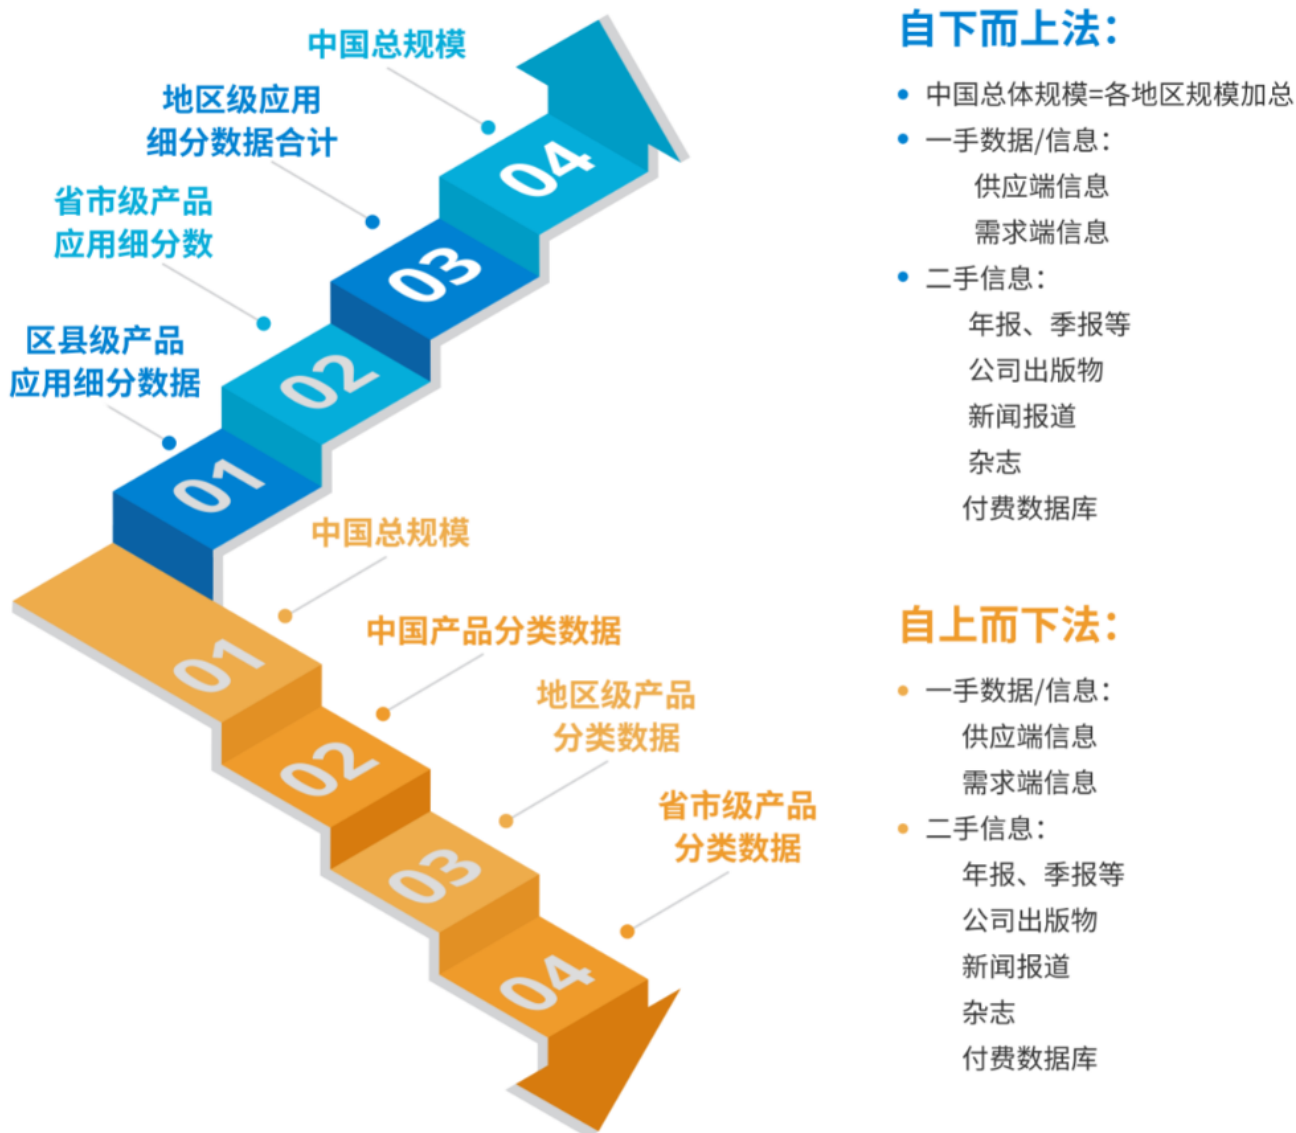 中国总规模
地区级应用
细分数据合计
省市级产品
应用细分数
区县级产品
应用细分数据
04
03
02
01
自下而上法：
中国总体规模=各地区规模加总
一手数据/信息：
供应端信息
需求端信息
二手信息：
年报、季报等
公司出版物
新闻报道
杂志
付费数据库
中国总规模
中国产品分类数据
地区级产品
分类数据
省市级产品
分类数据
01
02
03
04
自上而下法：
一手数据/信息：
供应端信息
需求端信息
二手信息：
年报、季报等
公司出版物
新闻报道
杂志
付费数据库